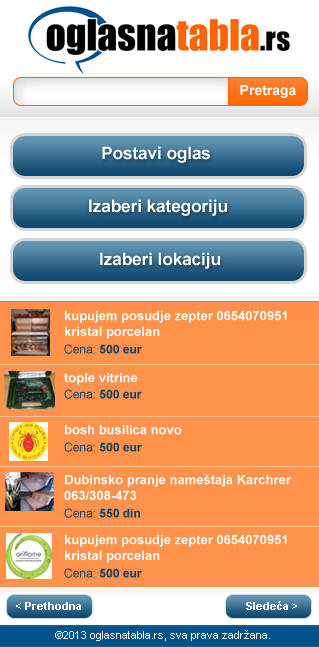 oglasnatabla.rs
Pretraga
Postavi oglas
Izaberi kategoriju
Izaberi lokaciju
kupujem posudje zepter 0654070951
kristal porcelan
Cena: 500 eur
tople vitrine
Cena: 500 eur
bosh busilica novo
Cena: 500 eur
Dubinsko pranje nameštaja Karchrer
063/308-473
Cena: 550 din
oriflame
kupujem posudje zepter 0654070951
kristal porcelan
Cena: 500 eur
< Prethodna
Sledeća >
©2013 oglasnatabla.rs, sva prava zadržana.